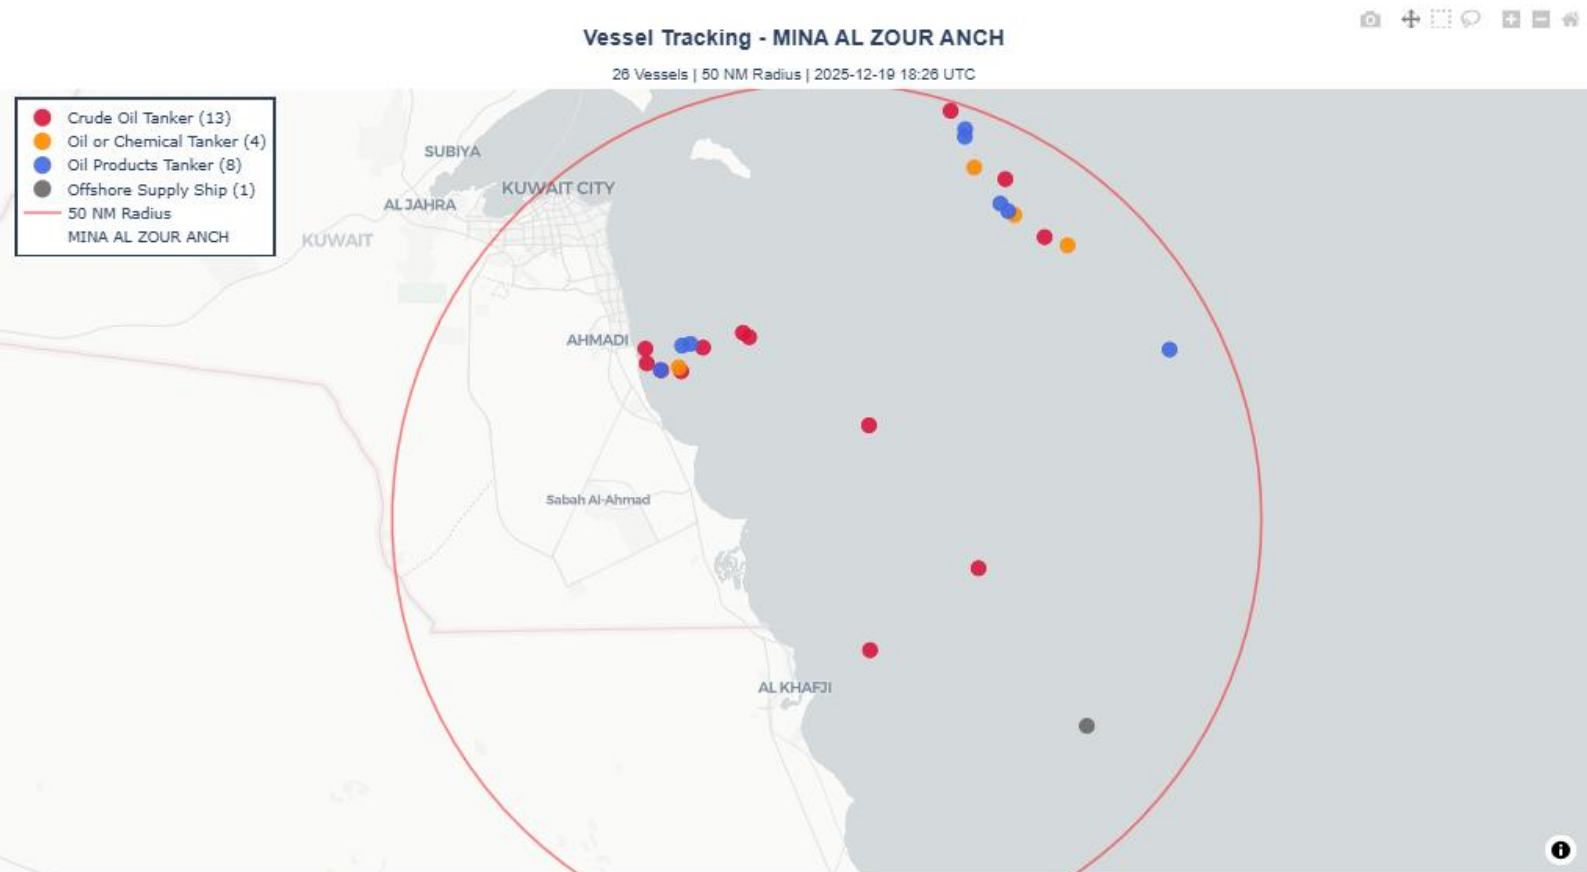 Vessel Tracking - MINA AL ZOUR ANCH
26 Vessels | 50 NM Radius | 2025-12-19 18:26 UTC
Crude Oil Tanker (13)
Oil or Chemical Tanker (4)
Oil Products Tanker (8)
Offshore Supply Ship (1)
50 NM Radius
MINA AL ZOUR ANCH
SUBIYA
KUWAIT CITY
AL JAHRA
KUWAIT
AHMADI
Sabah Al-Ahmad
AL KHAFJI